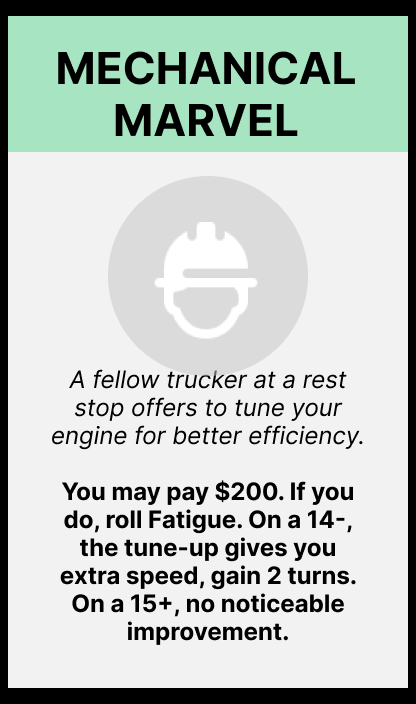 MECHANICAL
MARVEL
A fellow trucker at a rest
stop offers to tune your
engine for better efficiency.
You may pay $200. If you
do, roll Fatigue. On a 14-,
the tune-up gives you
extra speed, gain 2 turns.
On a 15+, no noticeable
improvement.